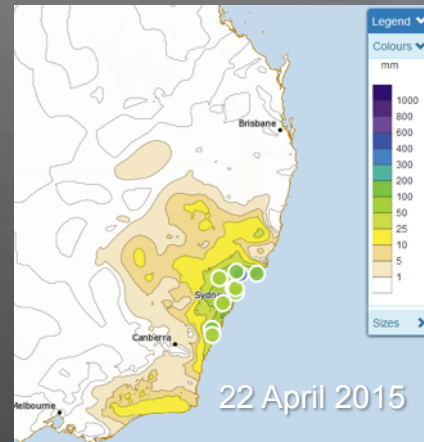 Legend
Colours
mm
1000
800
600
400
300
200
100
50
25
10
5
1
Sizes
Brisbane
Sydney
Canberra
Melbourne
22 April 2015